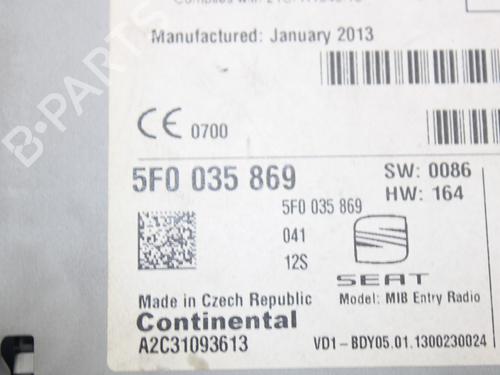 Manufactured: January 2013
CE 0700
5F0 035 869
SW: 0086
HW: 164
5F0 035 869
041
12S
SEAT
Made in Czech Republic
Model: MIB Entry Radio
Continental
A2C31093613
VD1-BDY05.01.1300230024
B-PARTS